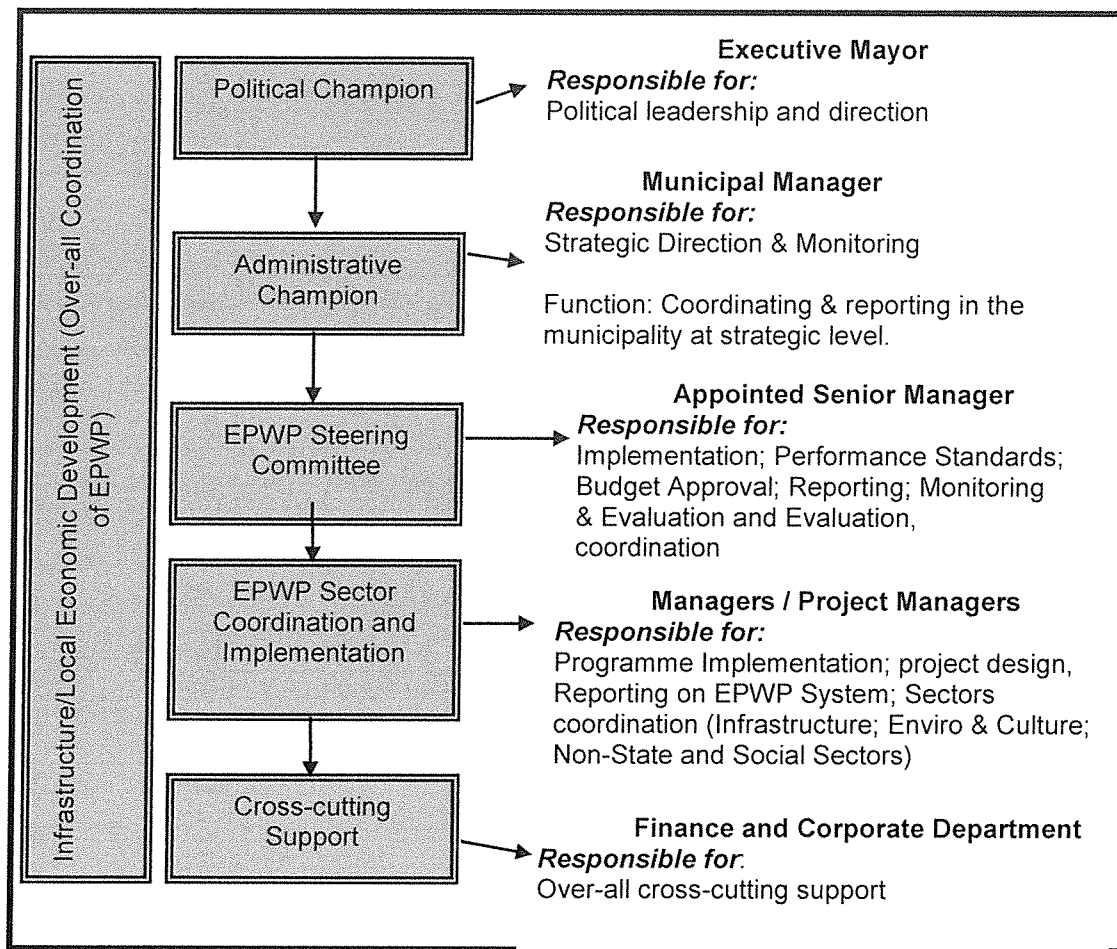 Infrastructure/Local Economic Development (Over-all Coordination
of EPWP)
Political Champion
Executive Mayor
Responsible for:
Political leadership and direction
Administrative
Champion
Municipal Manager
Responsible for:
Strategic Direction & Monitoring
Function: Coordinating & reporting in the
municipality at strategic level.
EPWP Steering
Committee
Appointed Senior Manager
Responsible for:
Implementation; Performance Standards;
Budget Approval; Reporting; Monitoring
& Evaluation and Evaluation,
coordination
EPWP Sector
Coordination and
Implementation
Managers / Project Managers
Responsible for:
Programme Implementation; project design,
Reporting on EPWP System; Sectors
coordination (Infrastructure; Enviro & Culture;
Non-State and Social Sectors)
Cross-cutting
Support
Finance and Corporate Department
Responsible for:
Over-all cross-cutting support